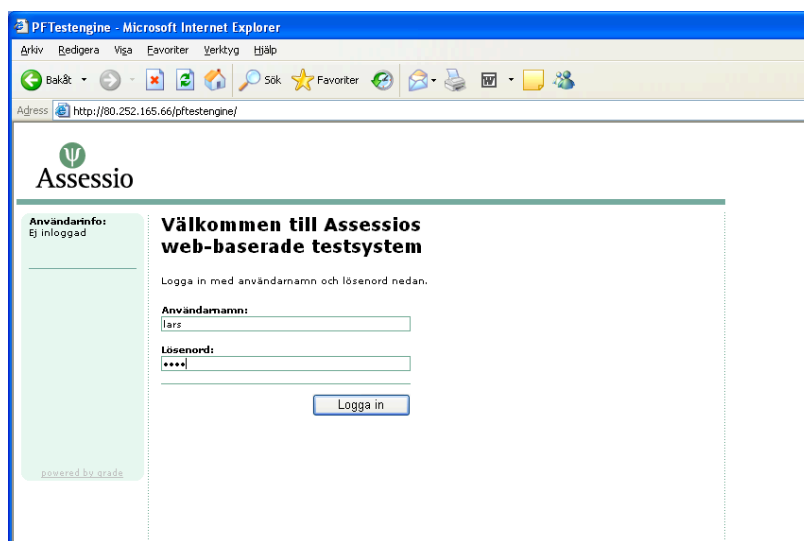 PFTestengine - Microsoft Internet Explorer
Arkiv Redigera Visa Favoriter Verktyg Hjälp
Bakåt Sök Favoriter
Adress http://80.252.165.66/pftestengine/
Ψ
Assessio
Användarinfo:
Ej inloggad
powered by grade
Välkommen till Assessios
web-baserade testsystem
Logga in med användarnamn och lösenord nedan.
Användarnamn:
lars
Lösenord:
••••
Logga in